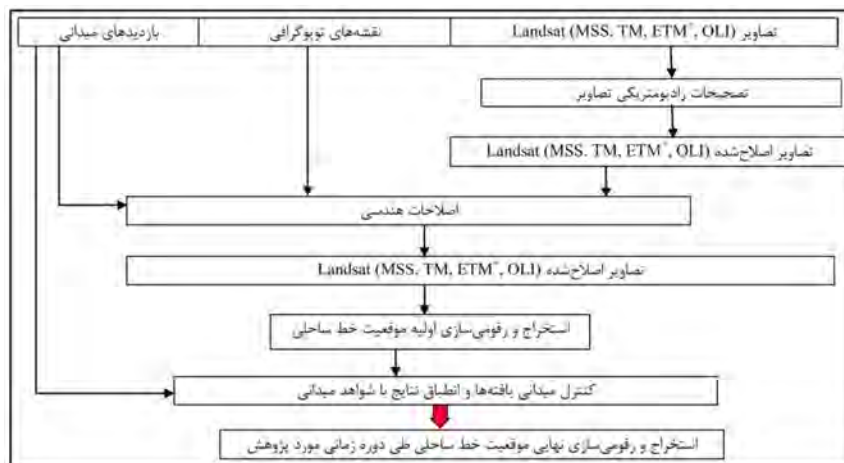 تصاویر Landsat (MSS. TM, ETM+, OLI)
نقشه‌های توپوگرافی
بازدیدهای میدانی
تصحیحات رادیومتریکی تصاویر
تصاویر اصلاح‌شده Landsat (MSS. TM, ETM+, OLI)
اصلاحات هندسی
تصاویر اصلاح‌شده Landsat (MSS. TM, ETM+, OLI)
استخراج و رقومی‌سازی اولیه موقعیت خط ساحلی
کنترل میدانی یافته‌ها و انطباق نتایج با شواهد میدانی
استخراج و رقومی‌سازی نهایی موقعیت خط ساحلی طی دوره زمانی مورد پژوهش